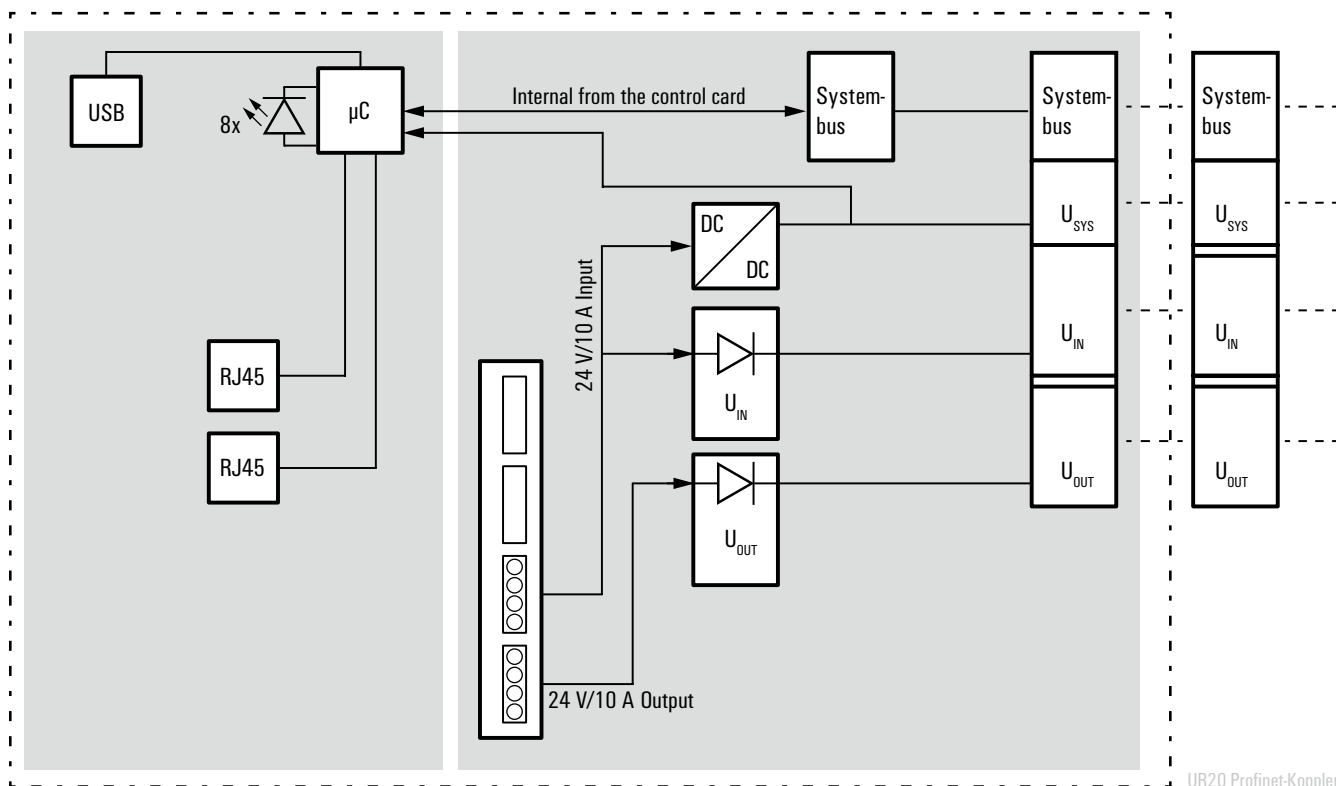 USB
8x
µC
Internal from the control card
System-
bus
System-
bus
System-
bus
DC
DC
U SYS
U SYS
24 V/10 A Input
U IN
U IN
U IN
RJ45
RJ45
U OUT
U OUT
U OUT
24 V/10 A Output
UR20 Profinet-Koppler